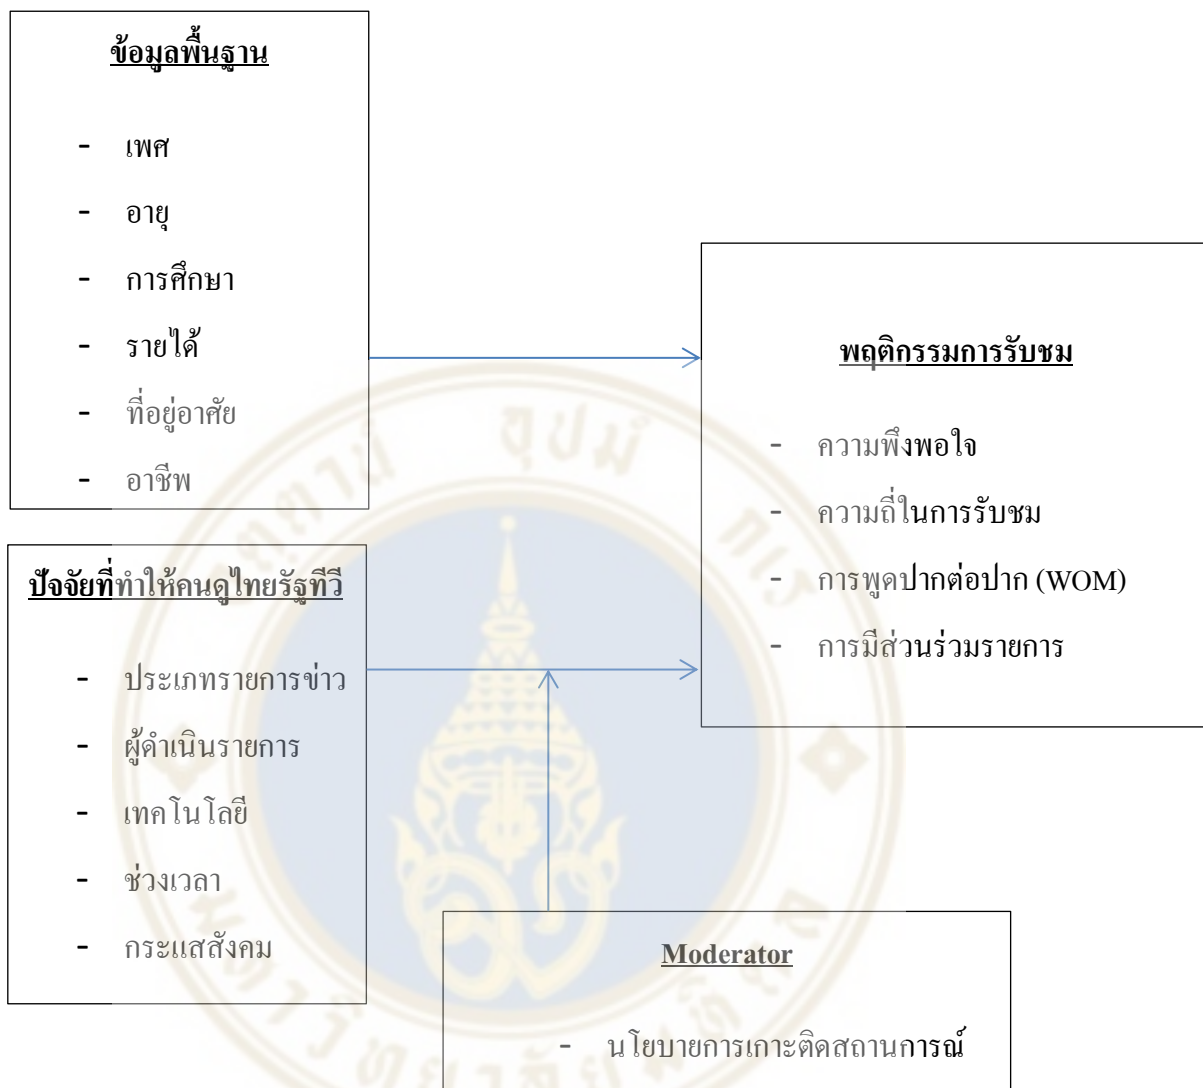 ข้อมูลพื้นฐาน
- เพศ
- อายุ
- การศึกษา
- รายได้
- ที่อยู่อาศัย
- อาชีพ
ปัจจัยที่ทำให้คนดูไทยรัฐทีวี
- ประเภทรายการข่าว
- ผู้ดำเนินรายการ
- เทคโนโลยี
- ช่วงเวลา
- กระแสสังคม
พฤติกรรมการรับชม
- ความพึงพอใจ
- ความถี่ในการรับชม
- การพูดปากต่อปาก (WOM)
- การมีส่วนร่วมรายการ
Moderator
- นโยบายการเกาะติดสถานการณ์